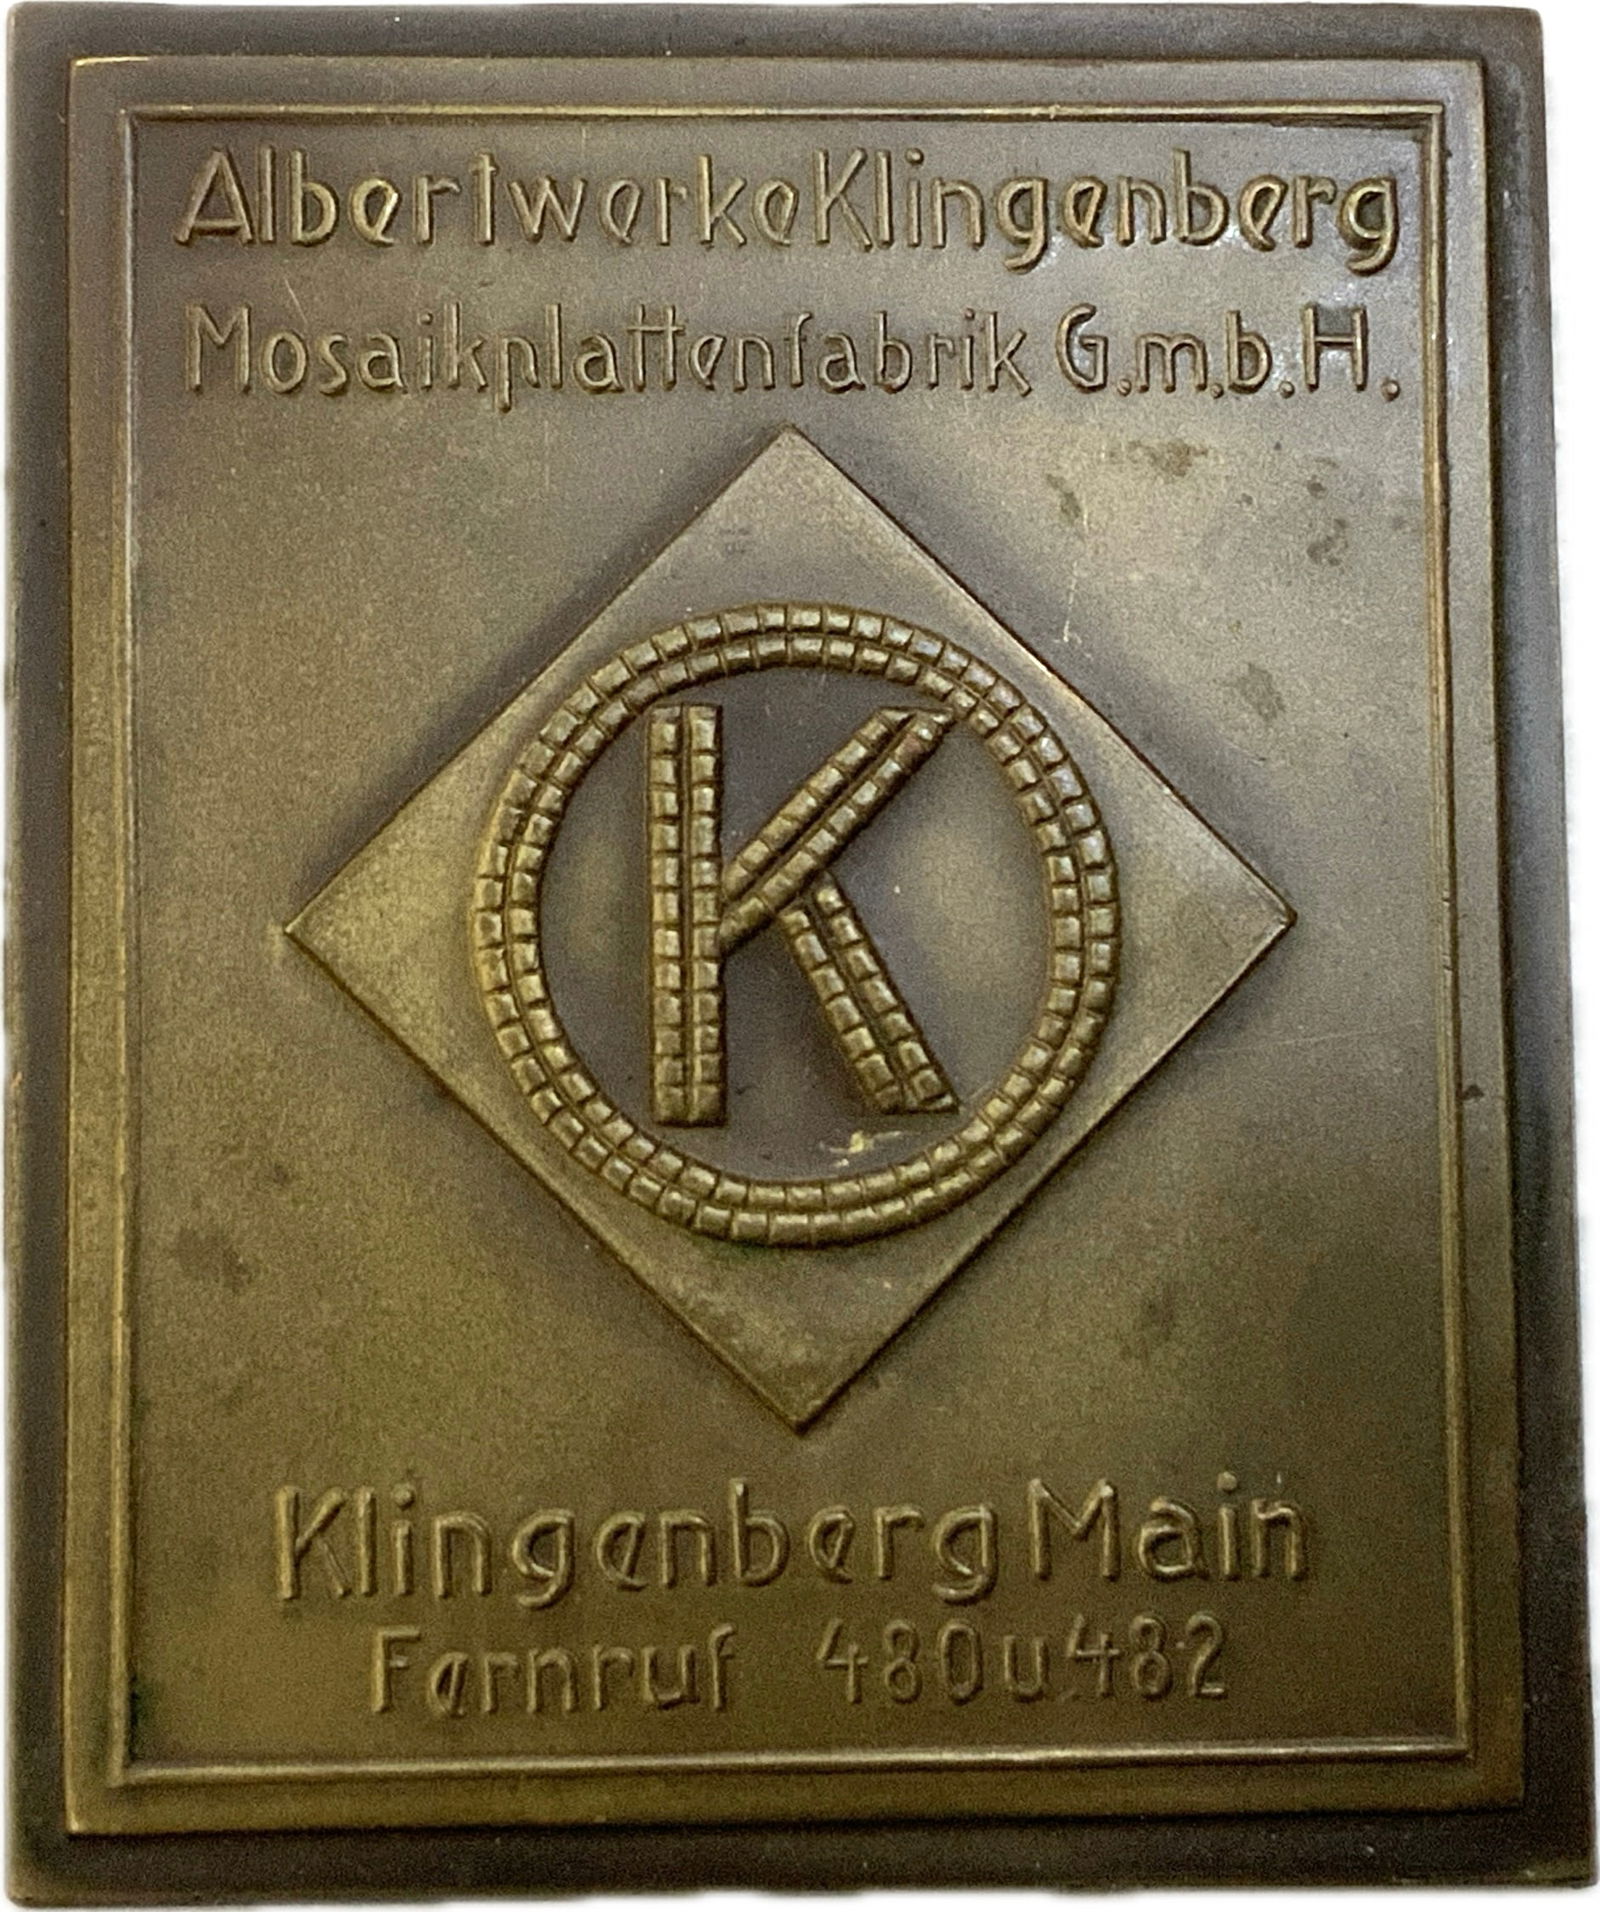 Albertwerke Klingenberg
Mosaikplattenfabrik G.m.b.H.
K
Klingenberg Main
Fernruf 480 u. 482